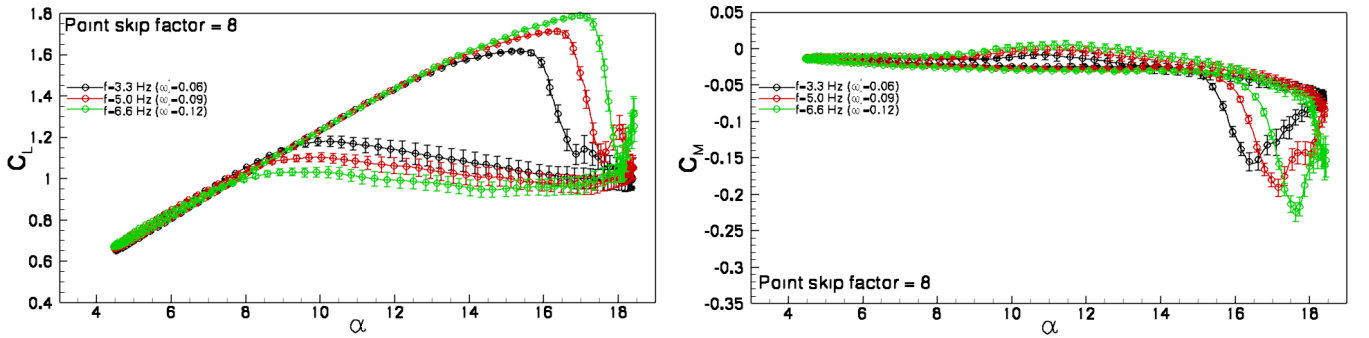 Point skip factor = 8
f=3.3 Hz (ω=0.06)
f=5.0 Hz (ω=0.09)
f=6.6 Hz (ω=0.12)
1.8
1.6
1.4
1.2
1
0.8
0.6
0.4
C_L
4 6 8 10 12 14 16 18
α
0.05
0
-0.05
-0.1
-0.15
-0.2
-0.25
-0.3
-0.35
C_M
f=3.3 Hz (ω=0.06)
f=5.0 Hz (ω=0.09)
f=6.6 Hz (ω=0.12)
Point skip factor = 8
4 6 8 10 12 14 16 18
α